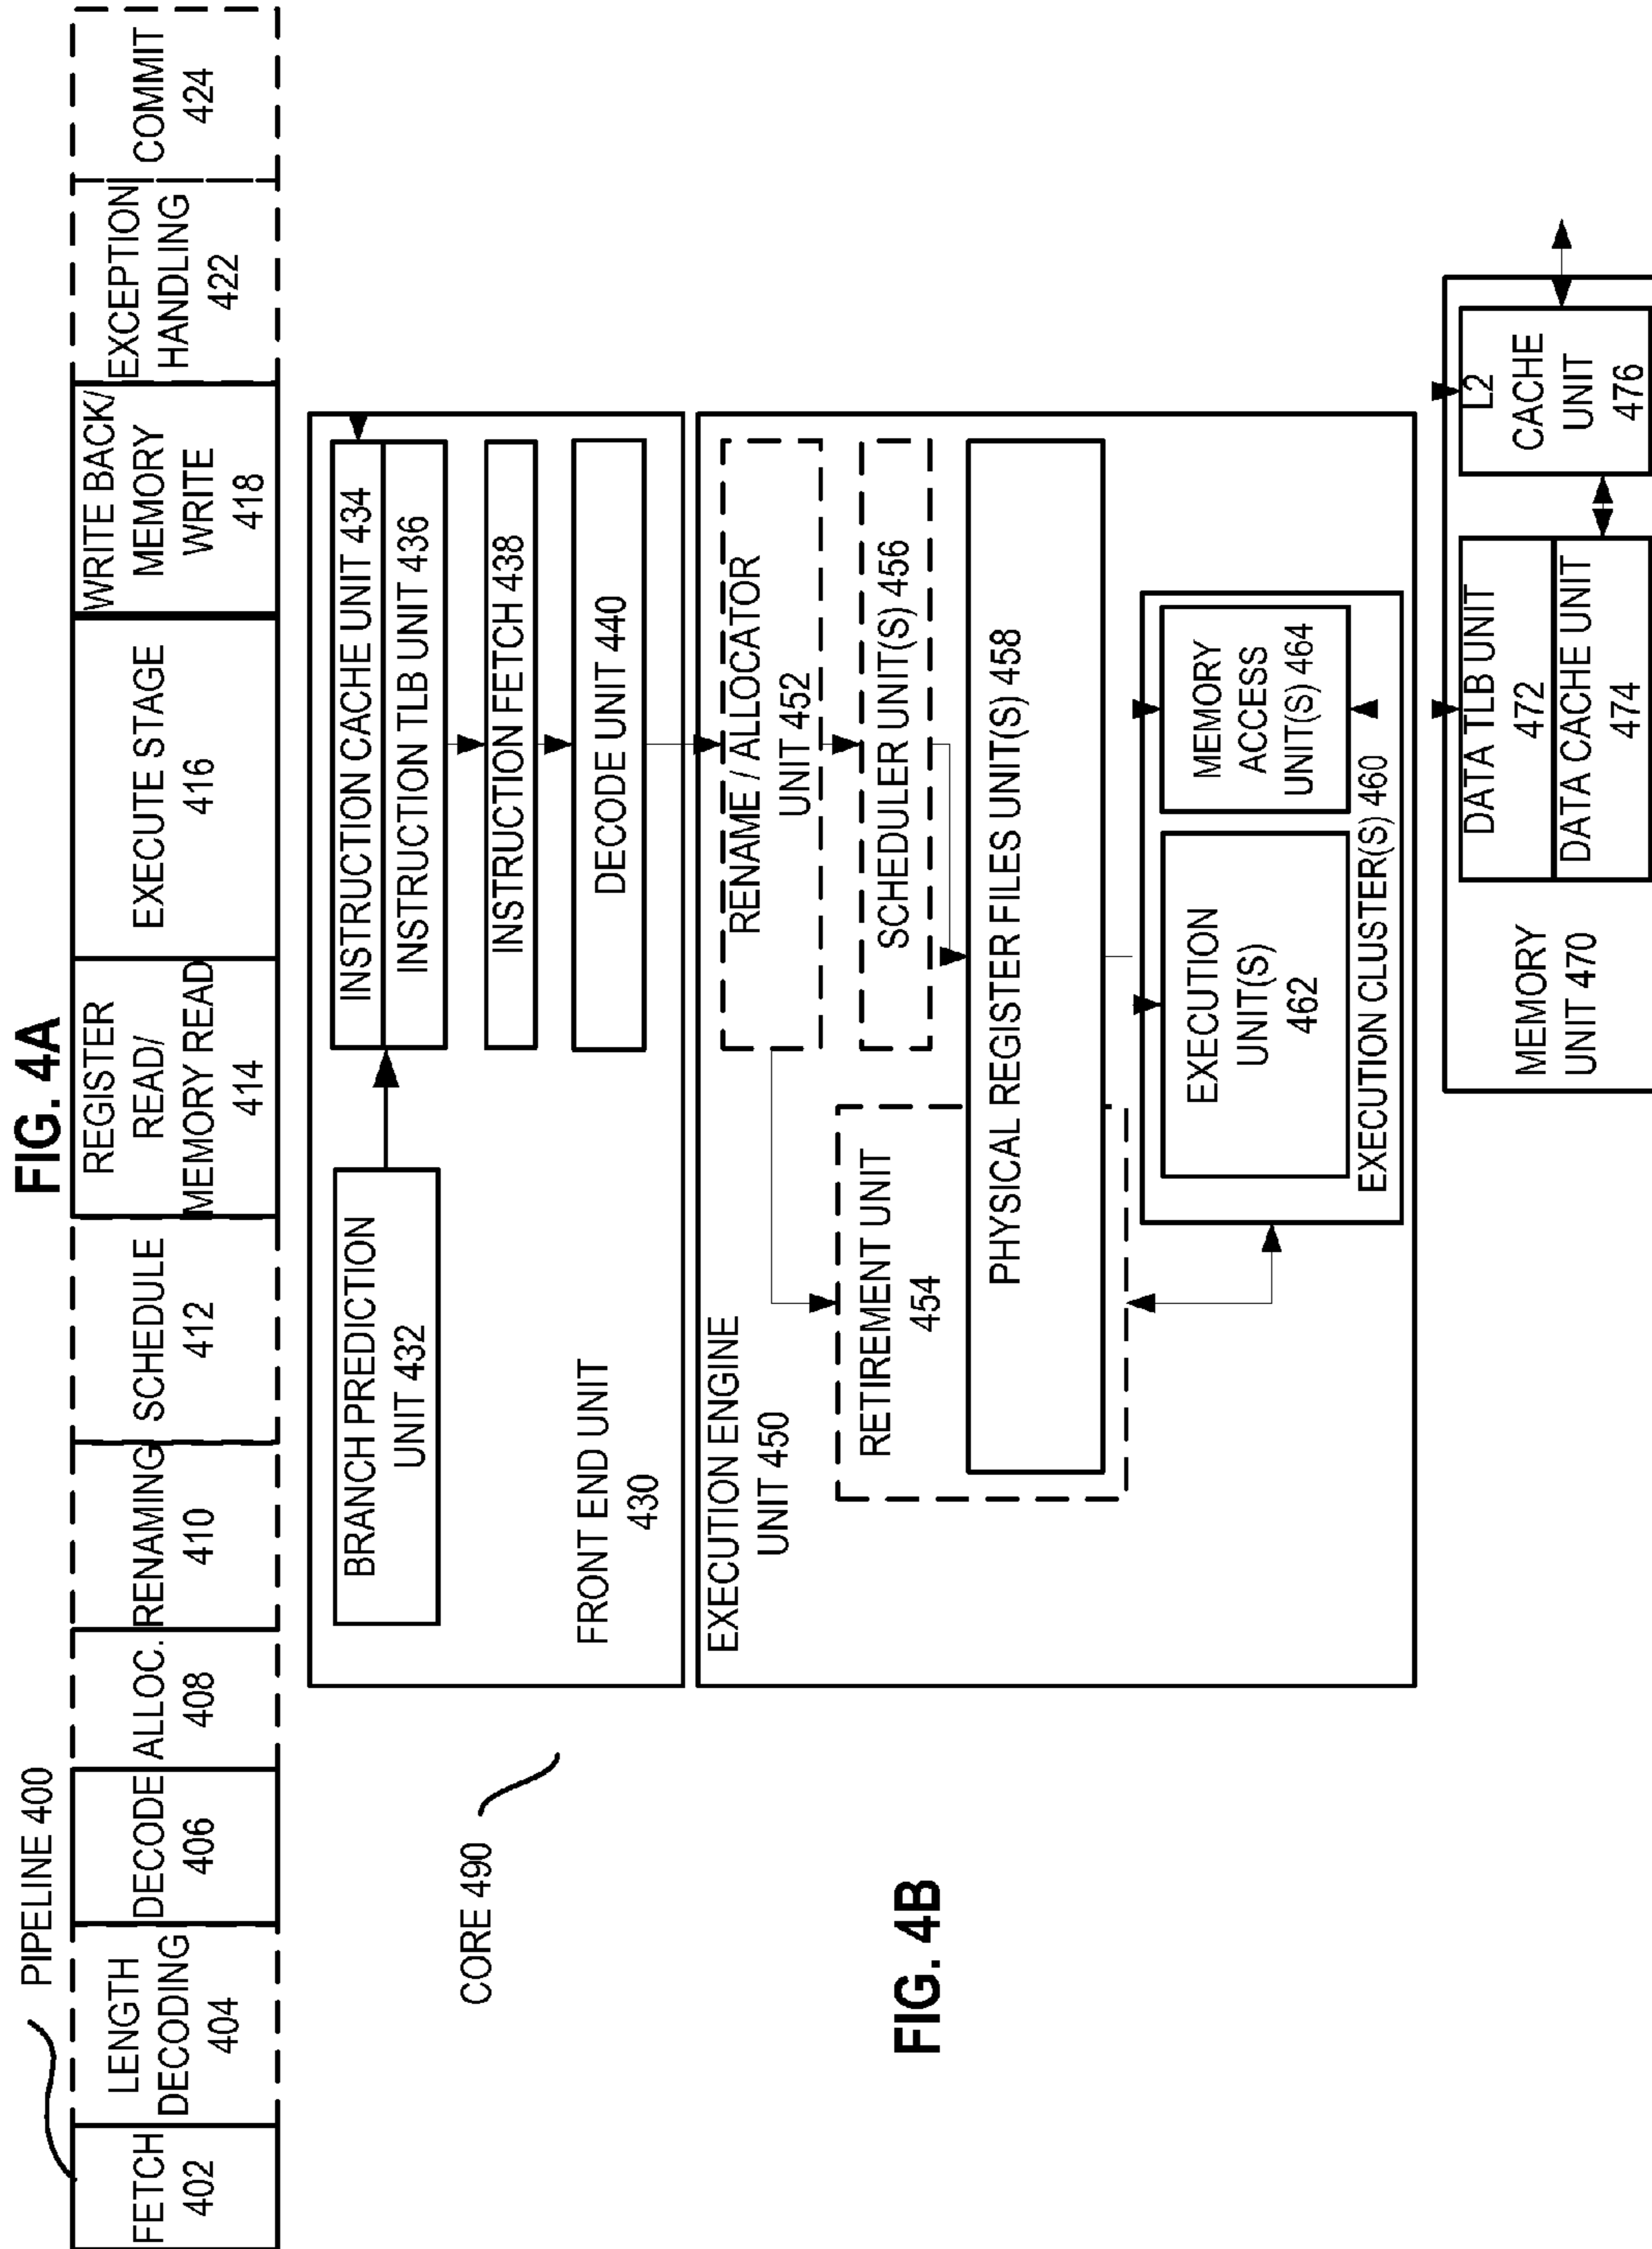 FIG. 4A
PIPELINE 400
FETCH
402
LENGTH
DECODING
404
DECODE
406
ALLOC.
408
RENAMING
410
SCHEDULE
412
REGISTER
READ/
MEMORY READ
414
EXECUTE STAGE
416
WRITE BACK/
MEMORY
WRITE
418
EXCEPTION
HANDLING
422
COMMIT
424
CORE 490
FIG. 4B
BRANCH PREDICTION
UNIT 432
INSTRUCTION CACHE UNIT 434
INSTRUCTION TLB UNIT 436
INSTRUCTION FETCH 438
DECODE UNIT 440
FRONT END UNIT
430
EXECUTION ENGINE
UNIT 450
RENAME / ALLOCATOR
UNIT 452
RETIREMENT UNIT
454
SCHEDULER UNIT(S) 456
PHYSICAL REGISTER FILES UNIT(S) 458
EXECUTION
UNIT(S)
462
MEMORY
ACCESS
UNIT(S) 464
EXECUTION CLUSTER(S) 460
MEMORY
UNIT 470
DATA TLB UNIT
472
DATA CACHE UNIT
474
L2
CACHE
UNIT
476